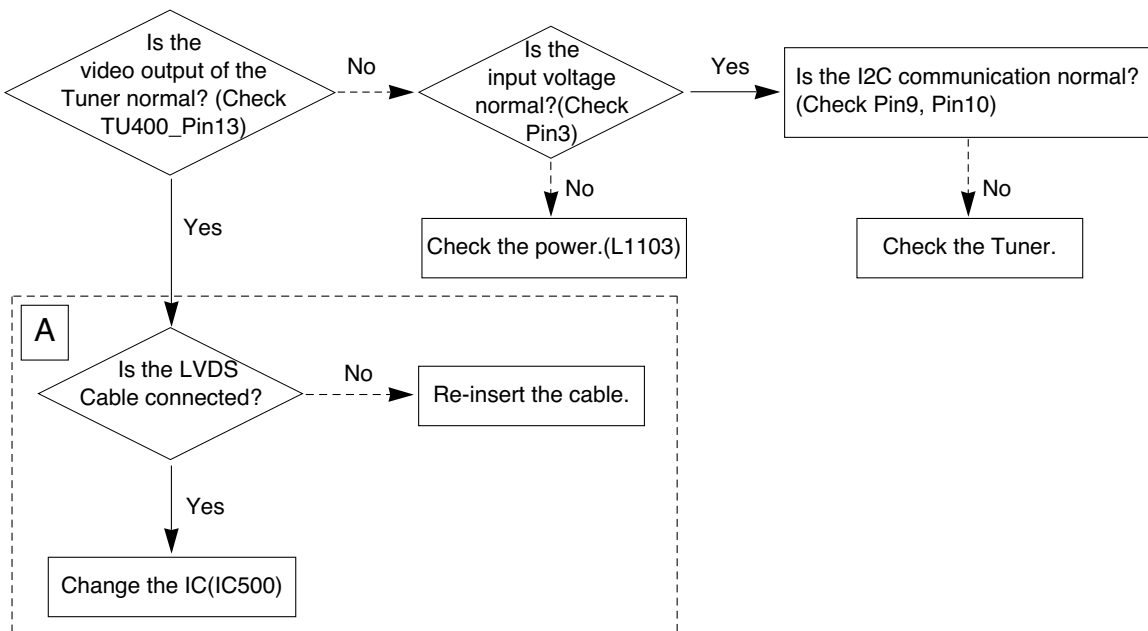 Is the
video output of the
Tuner normal? (Check
TU400_Pin13)
No
Is the
input voltage
normal?(Check
Pin3)
Yes
Is the I2C communication normal?
(Check Pin9, Pin10)
No
No
Check the power.(L1103)
Check the Tuner.
Yes
A
Is the LVDS
Cable connected?
No
Re-insert the cable.
Yes
Change the IC(IC500)